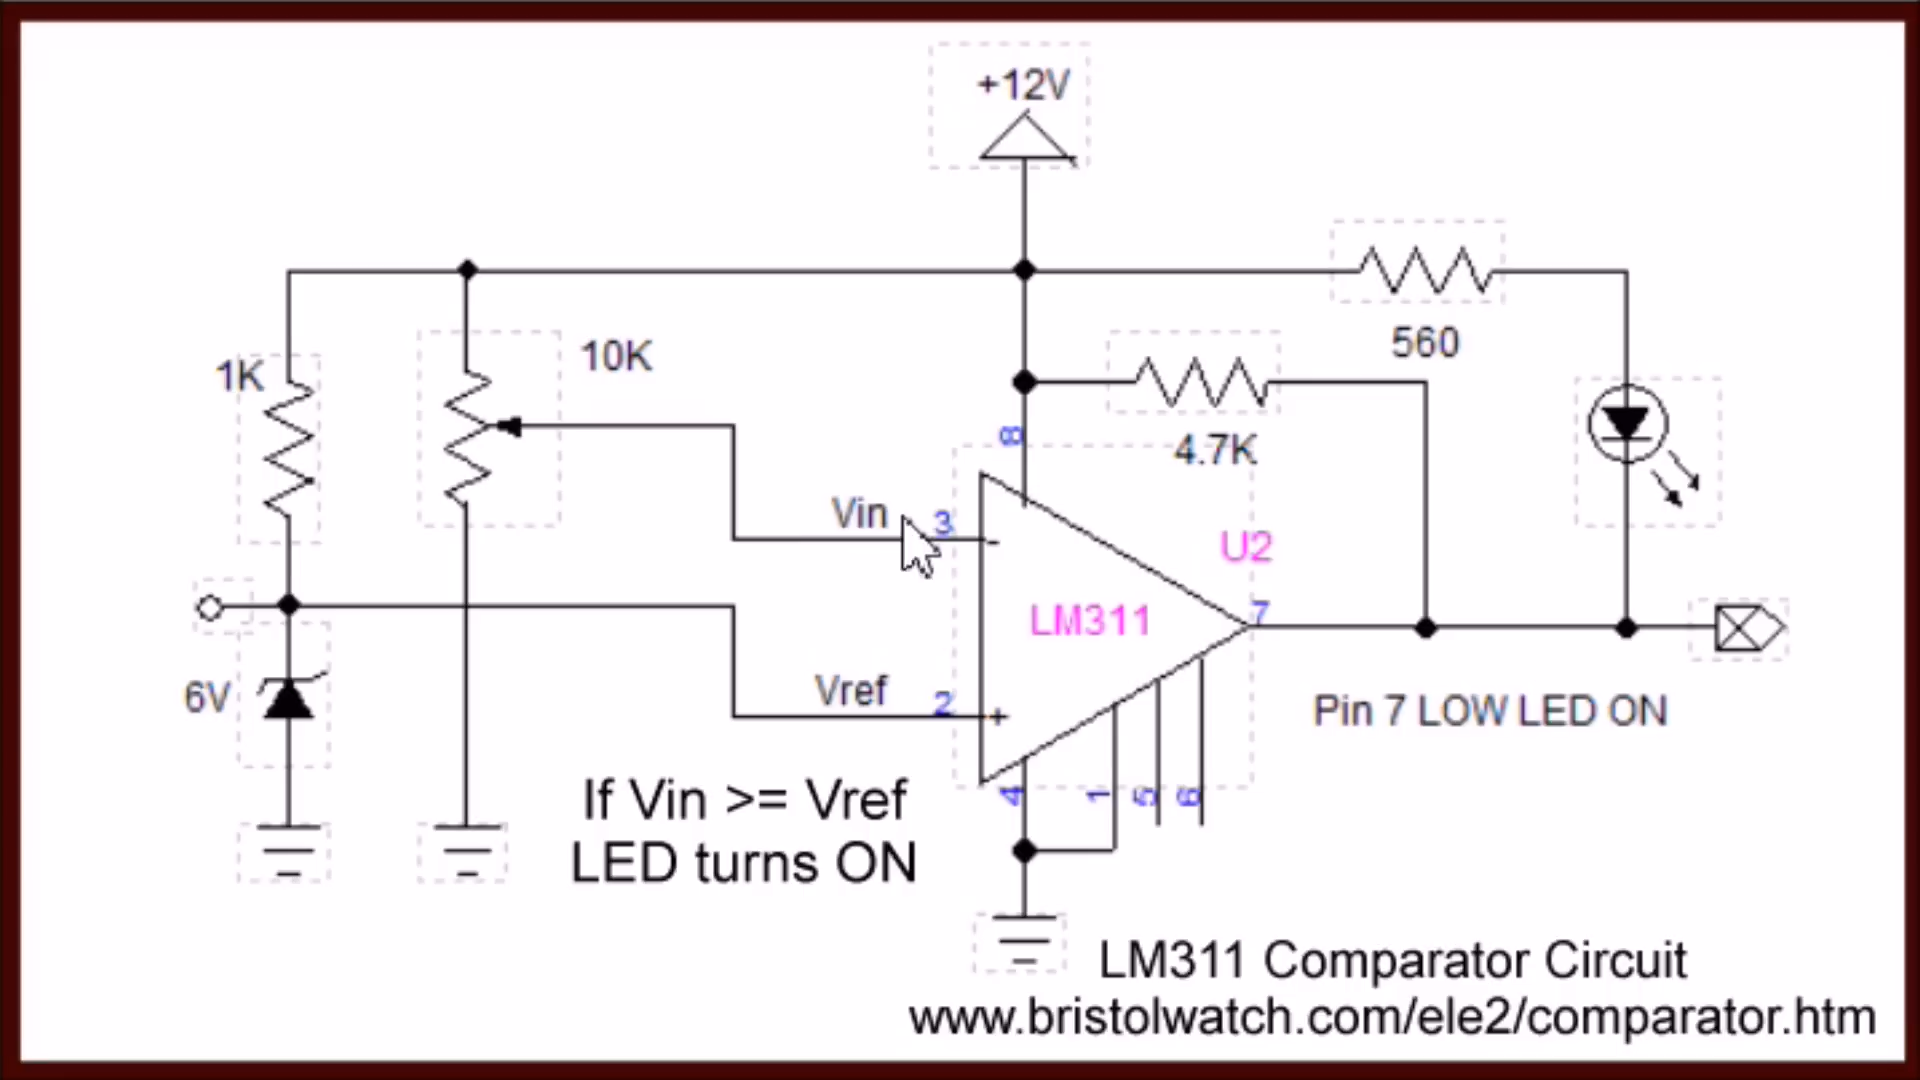 +12V
560
1K
10K
4.7K
8
Vin
3
-
U2
LM311
7
6V
Vref
2
+
Pin 7 LOW LED ON
4
1
5
6
If Vin >= Vref
LED turns ON
LM311 Comparator Circuit
www.bristolwatch.com/ele2/comparator.htm